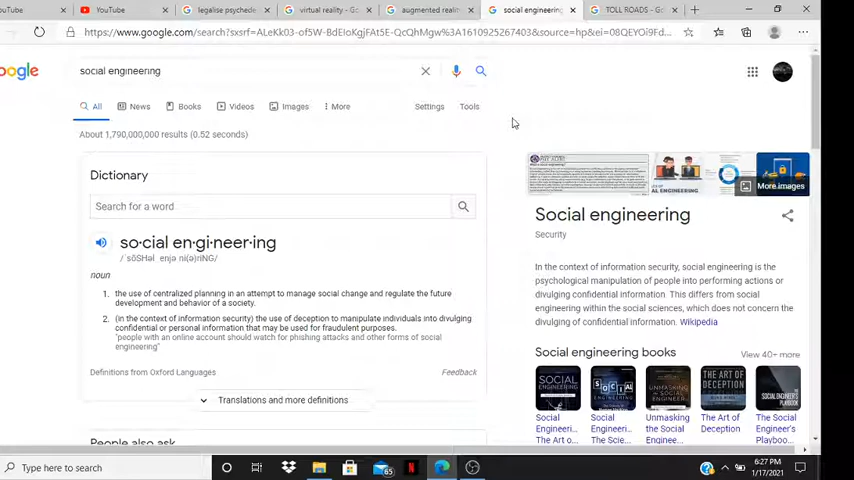 YouTube
YouTube
legalise psychede
virtual reality - Goo
augmented reali
social engineering
TOLL ROADS -
https://www.google.com/search?sxsrf=ALeKk03-of5W-BdEIoKgjFAt5E-QcQhMgw%3A1610925267403&source=hp&ei=08QEYOi9Fd...
ogle
social engineering
All
News
Books
Videos
Images
More
Settings
Tools
About 1,790,000,000 results (0.52 seconds)
Dictionary
Search for a word
so·cial en·gi·neer·ing
/ˈsōSHəl ˌenjəˈni(ə)riNG/
noun
1. the use of centralized planning in an attempt to manage social change and regulate the future
development and behavior of a society.
2. (in the context of information security) the use of deception to manipulate individuals into divulging
confidential or personal information that may be used for fraudulent purposes.
"people with an online account should watch for phishing attacks and other forms of social
engineering"
Definitions from Oxford Languages
Feedback
Translations and more definitions
People also ask
More images
Social engineering
Security
In the context of information security, social engineering is the
psychological manipulation of people into performing actions or
divulging confidential information. This differs from social
engineering within the social sciences, which does not concern the
divulging of confidential information. Wikipedia
Social engineering books
View 40+ more
Social
Engineeri...
The Art o...
Social
Engineeri...
The Scie...
Unmasking
the Social
Enginee...
The Art of
Deception
The Social
Engineer's
Playboo...
Type here to search
65
6:27 PM
1/17/2021